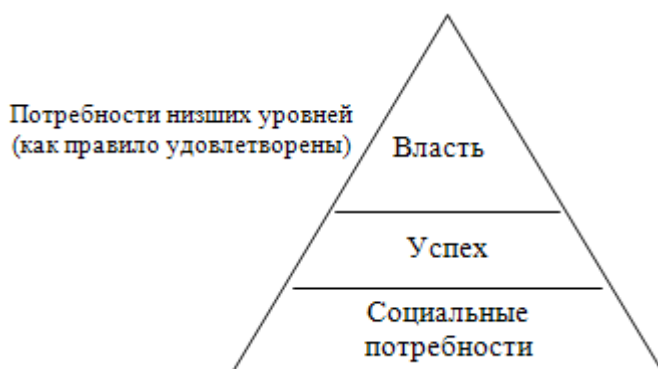 Потребности низших уровней
(как правило удовлетворены)
Власть
Успех
Социальные
потребности